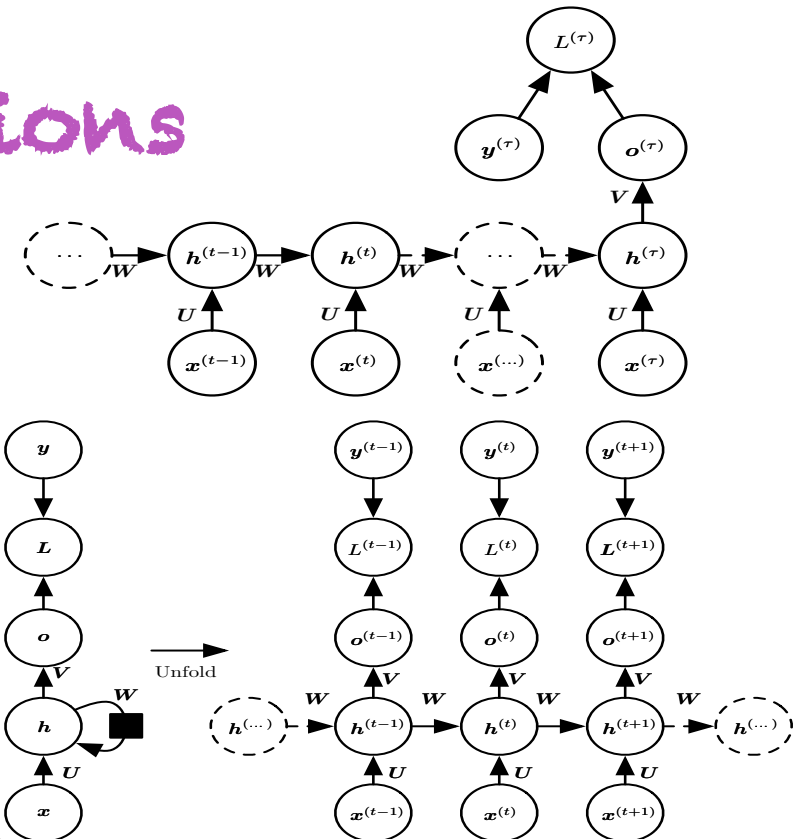 L(τ)
ions
y(τ) o(τ)
V
... h(t−1) h(t) ... h(τ)
W W W W
U U U U
x(t−1) x(t) x(...) x(τ)
y y(t−1) y(t) y(t+1)
L L(t−1) L(t) L(t+1)
o o(t−1) o(t) o(t+1)
Unfold
V V V V
W W W W W
h h(...) h(t−1) h(t) h(t+1) h(...)
U U U U
x x(t−1) x(t) x(t+1)